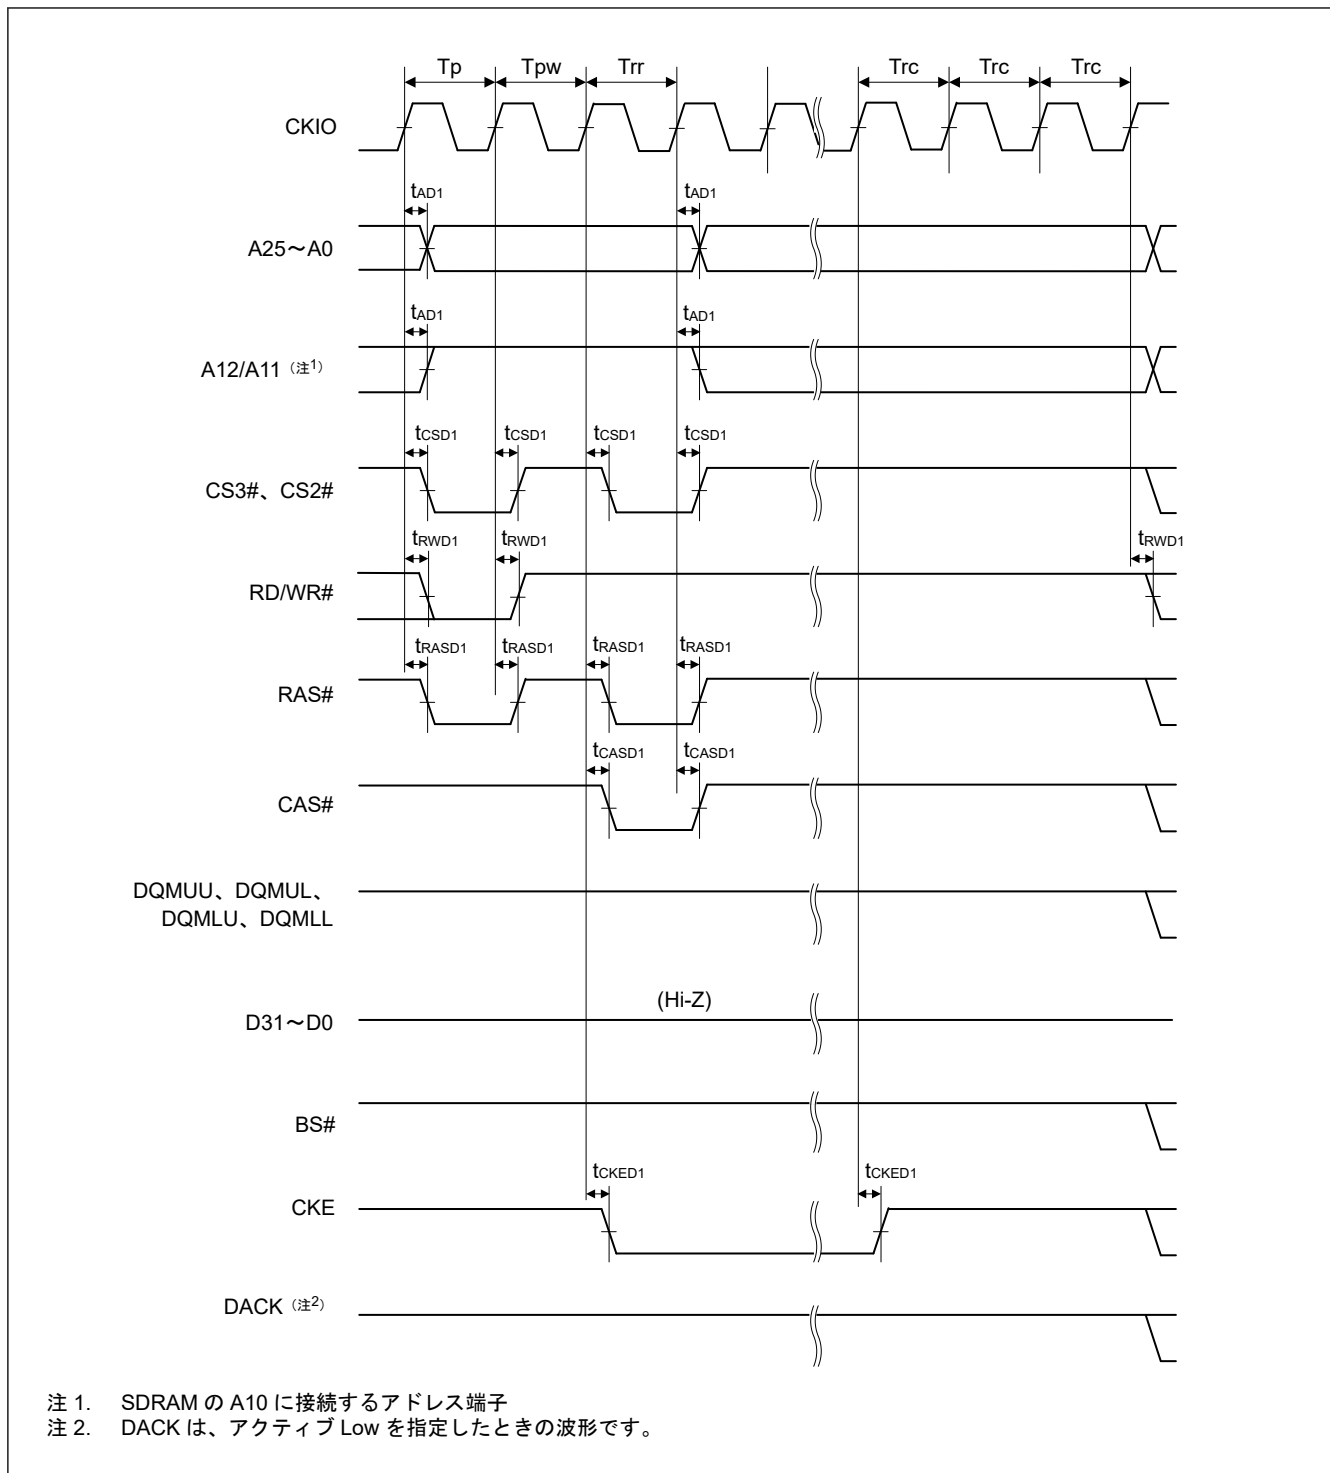 Tp Tpw Trr Trc Trc Trc
CKIO
tAD1 tAD1
A25～A0
tAD1 tAD1
A12/A11（注1）
tCSD1 tCSD1 tCSD1 tCSD1
CS3#、CS2#
tRWD1 tRWD1 tRWD1
RD/WR#
tRASD1 tRASD1 tRASD1 tRASD1
RAS#
tCASD1 tCASD1
CAS#
DQMUU、DQMUL、
DQMLU、DQMLL
(Hi-Z)
D31～D0
BS#
tCKED1 tCKED1
CKE
DACK（注2）
注 1. SDRAM の A10 に接続するアドレス端子
注 2. DACK は、アクティブ Low を指定したときの波形です。